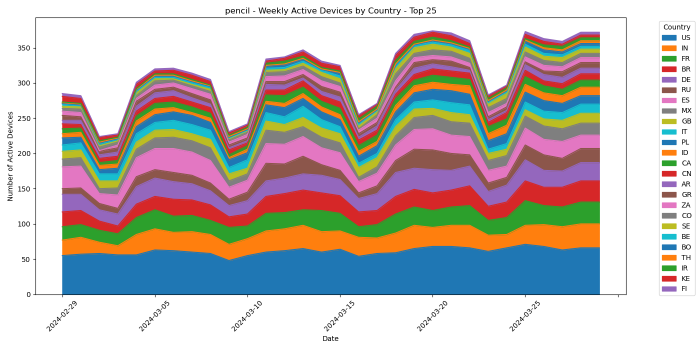 pencil - Weekly Active Devices by Country - Top 25
Number of Active Devices
350
300
250
200
150
100
50
0
2024-02-29
2024-03-05
2024-03-10
2024-03-15
2024-03-20
2024-03-25
Date
Country
US
IN
FR
BR
DE
RU
ES
MX
GB
IT
PL
ID
CA
CN
AR
GR
ZA
CO
SE
BE
BO
TH
IR
KE
FI